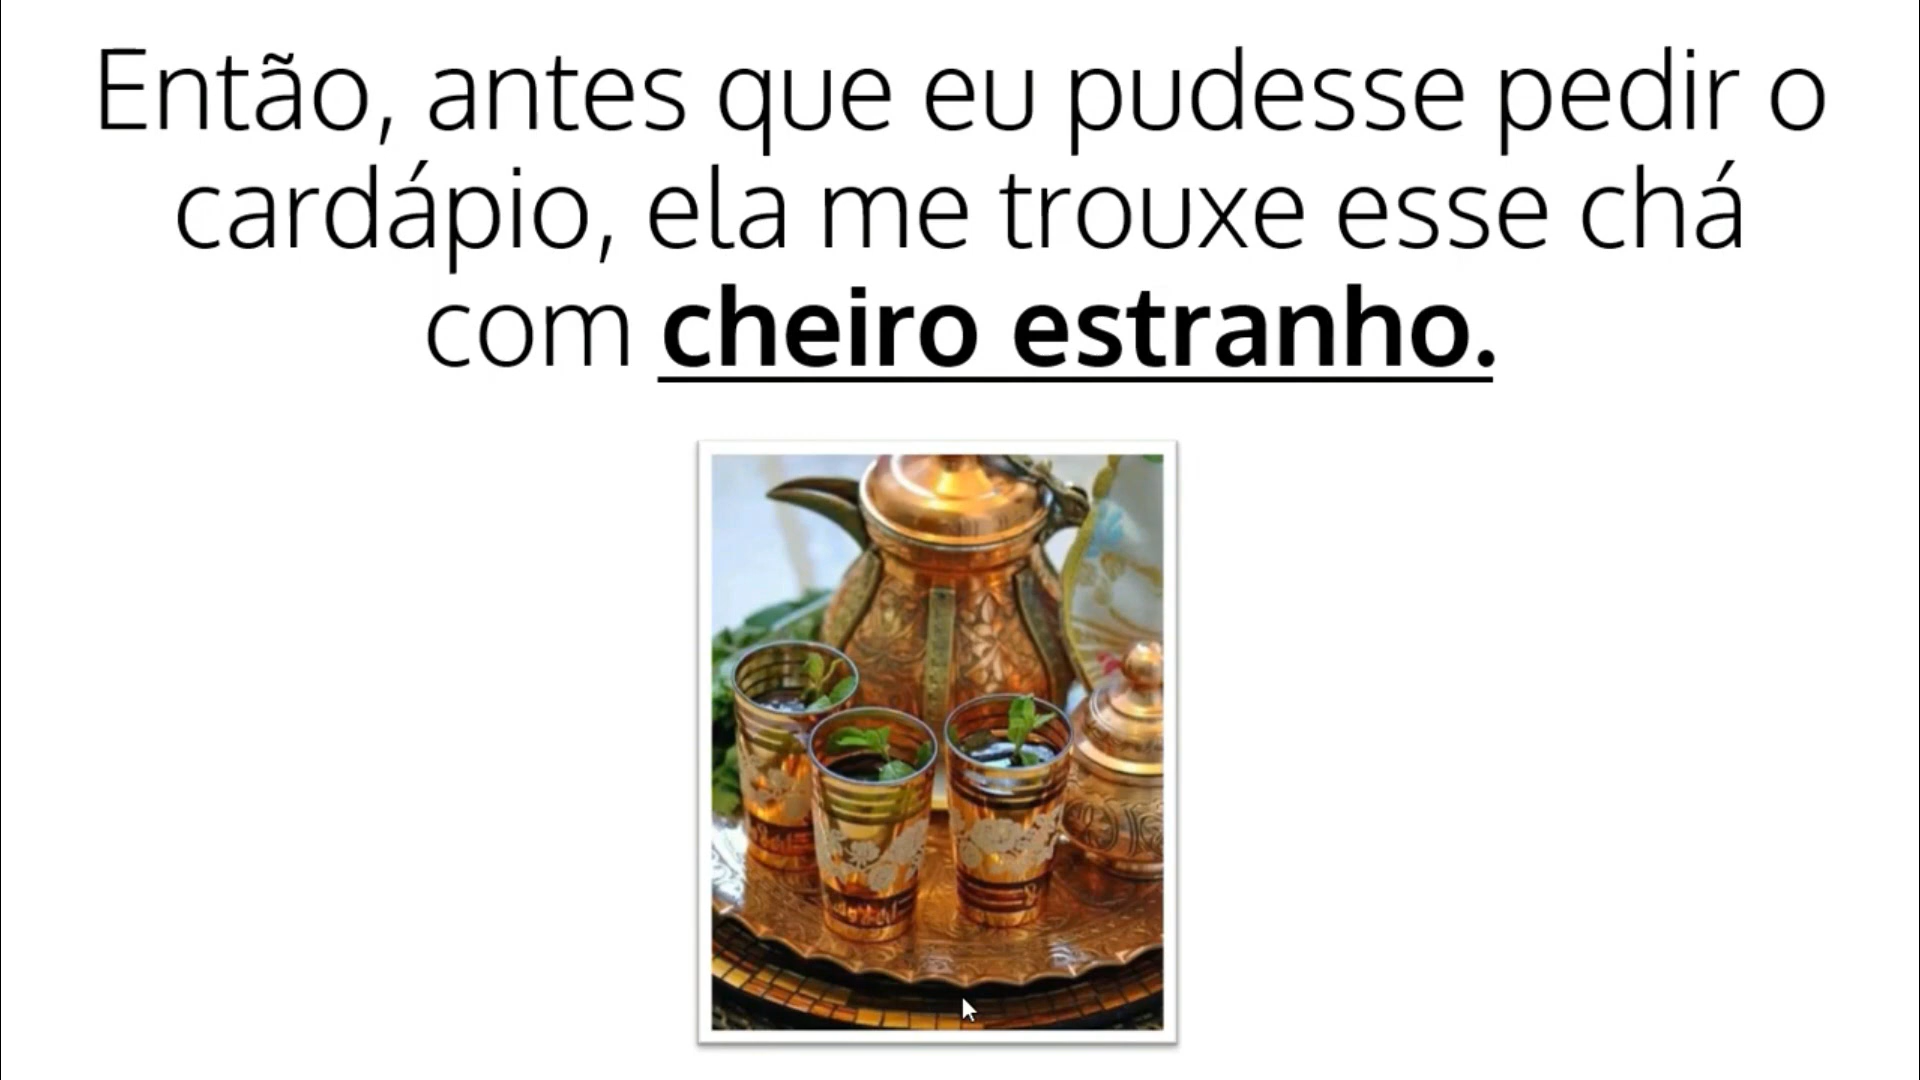 Então, antes que eu pudesse pedir o
cardápio, ela me trouxe esse chá
com cheiro estranho.